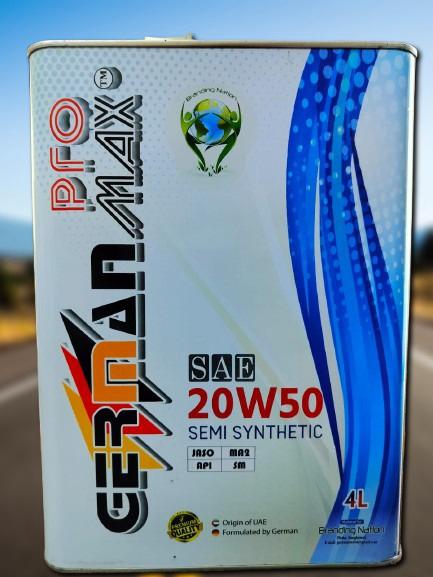 GERMAN
pro
MAX
TM
Branding Nation
SAE
20W50
SEMI SYNTHETIC
JASO MA2
API SM
4L
PREMIUM
QUALITY
Origin of UAE
Formulated by German
Branding Nation